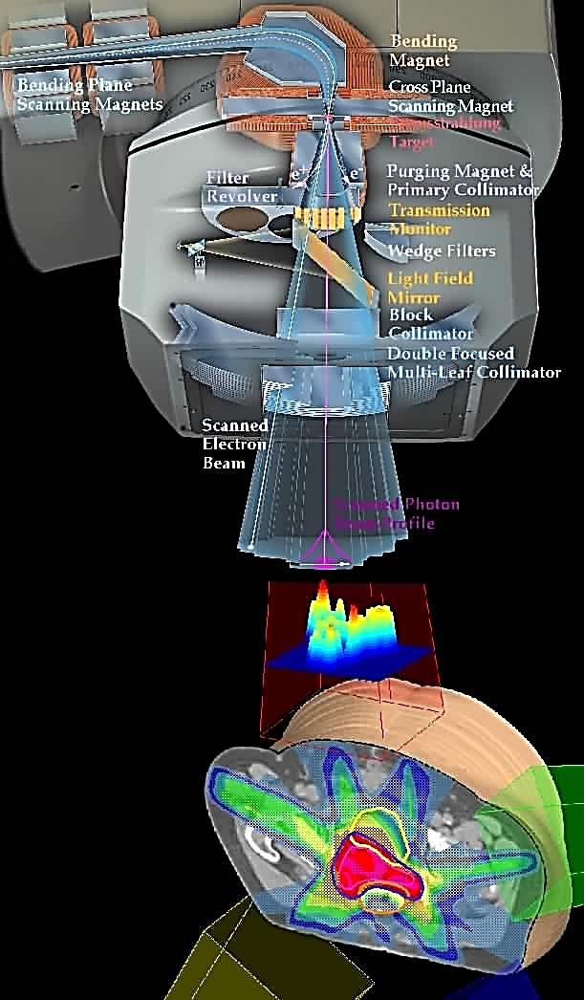 Bending
Magnet
Bending Plane
Scanning Magnets
Cross Plane
Scanning Magnet
Target
Purging Magnet &
Primary Collimator
e⁺
e⁻
Filter
Revolver
Transmission
Monitor
Wedge Filters
Light Field
Mirror
Block
Collimator
Double Focused
Multi-Leaf Collimator
Scanned
Electron
Beam
Scanned Photon
Beam Profile